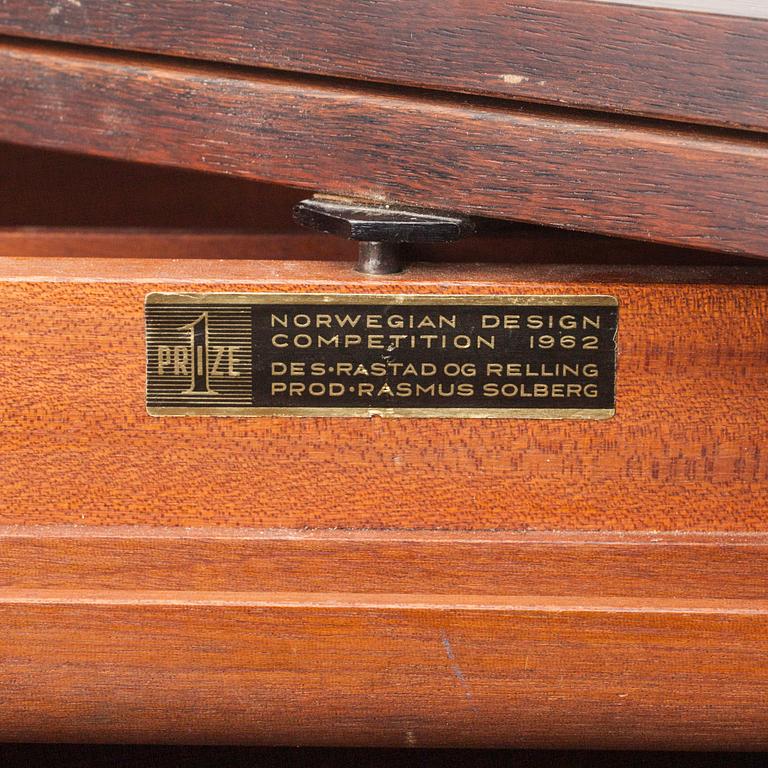 1 PRIZE
NORWEGIAN DESIGN
COMPETITION 1962
DES•RASTAD OG RELLING
PROD•RASMUS SOLBERG